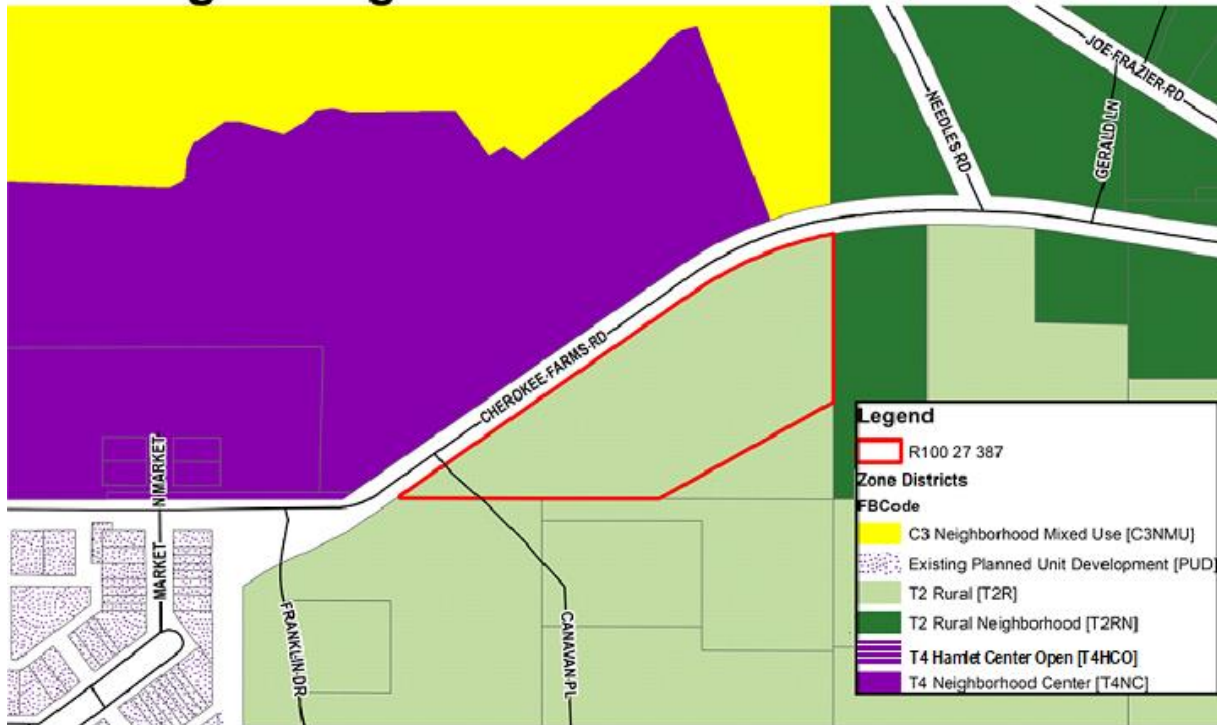 JOE-FRAZIER-RD
NEEDLES RD
GERALD LN
CHEROKEE-FARMS-RD
N MARKET
MARKET
FRANKLIN-DR
CANAVAN-PL
Legend
R100 27 387
Zone Districts
FBCode
C3 Neighborhood Mixed Use [C3NMU]
Existing Planned Unit Development [PUD]
T2 Rural [T2R]
T2 Rural Neighborhood [T2RN]
T4 Hamlet Center Open [T4HCO]
T4 Neighborhood Center [T4NC]